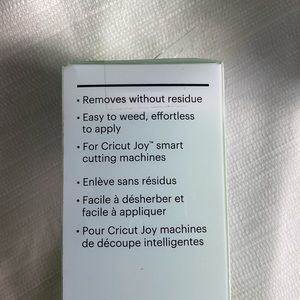 • Removes without residue
• Easy to weed, effortless
to apply
• For Cricut Joy™ smart
cutting machines
• Enlève sans résidus
• Facile à désherber et
facile à appliquer
• Pour Cricut Joy machines
de découpe intelligentes